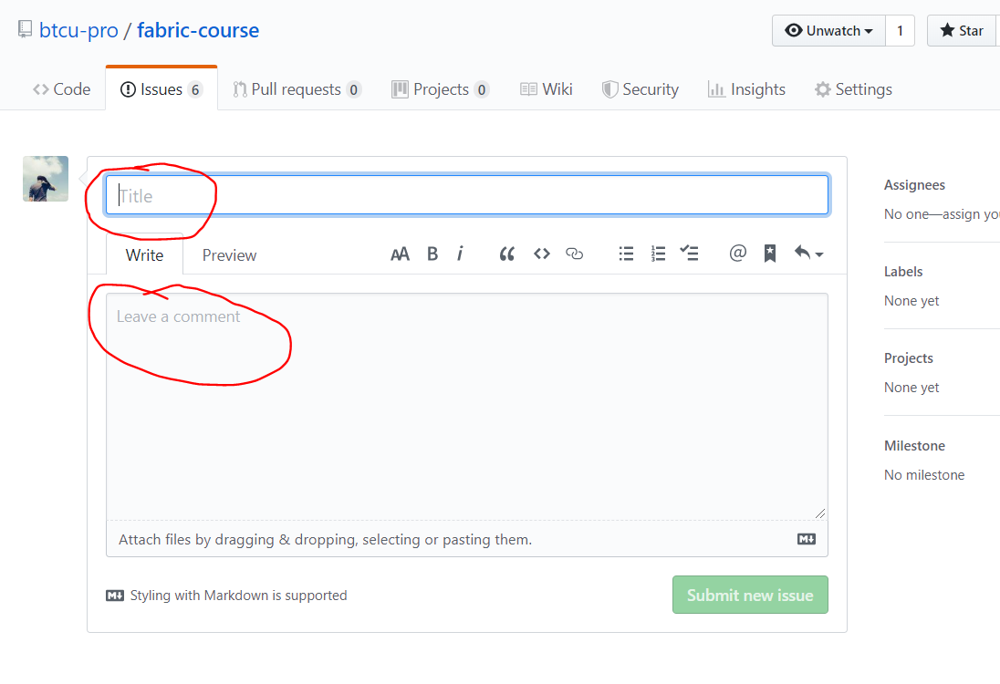 btcu-pro / fabric-course
Unwatch 1 Star
Code Issues 6 Pull requests 0 Projects 0 Wiki Security Insights Settings
Title
Write Preview AA B i
Leave a comment
Attach files by dragging & dropping, selecting or pasting them.
Styling with Markdown is supported
Submit new issue
Assignees
No one—assign you
Labels
None yet
Projects
None yet
Milestone
No milestone